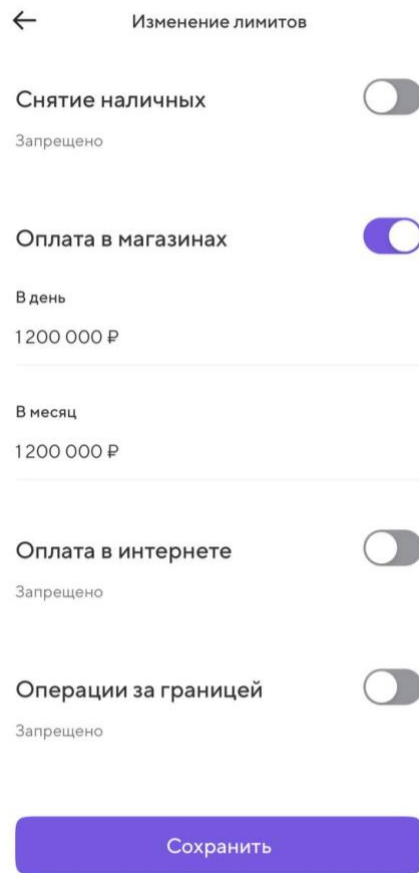 Изменение лимитов
Снятие наличных
Запрещено
Оплата в магазинах
В день
1 200 000 ₽
В месяц
1 200 000 ₽
Оплата в интернете
Запрещено
Операции за границей
Запрещено
Сохранить